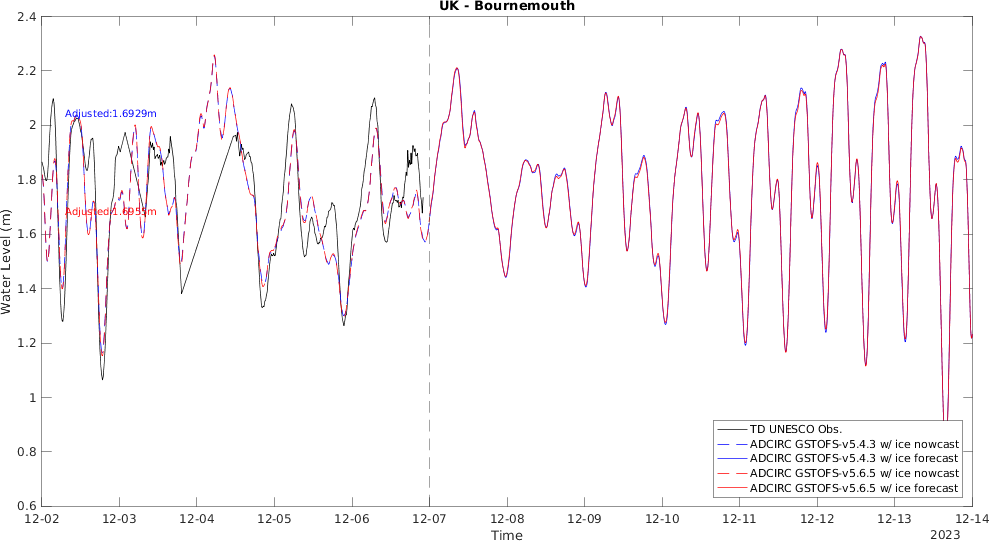 UK - Bournemouth
2.4
2.2
2
1.8
1.6
1.4
1.2
1
0.8
0.6
Water Level (m)
Adjusted:1.6929m
Adjusted:1.6955m
TD UNESCO Obs.
ADCIRC GSTOFS-v5.4.3 w/ ice nowcast
ADCIRC GSTOFS-v5.4.3 w/ ice forecast
ADCIRC GSTOFS-v5.6.5 w/ ice nowcast
ADCIRC GSTOFS-v5.6.5 w/ ice forecast
12-02 12-03 12-04 12-05 12-06 12-07 12-08 12-09 12-10 12-11 12-12 12-13 12-14
Time
2023